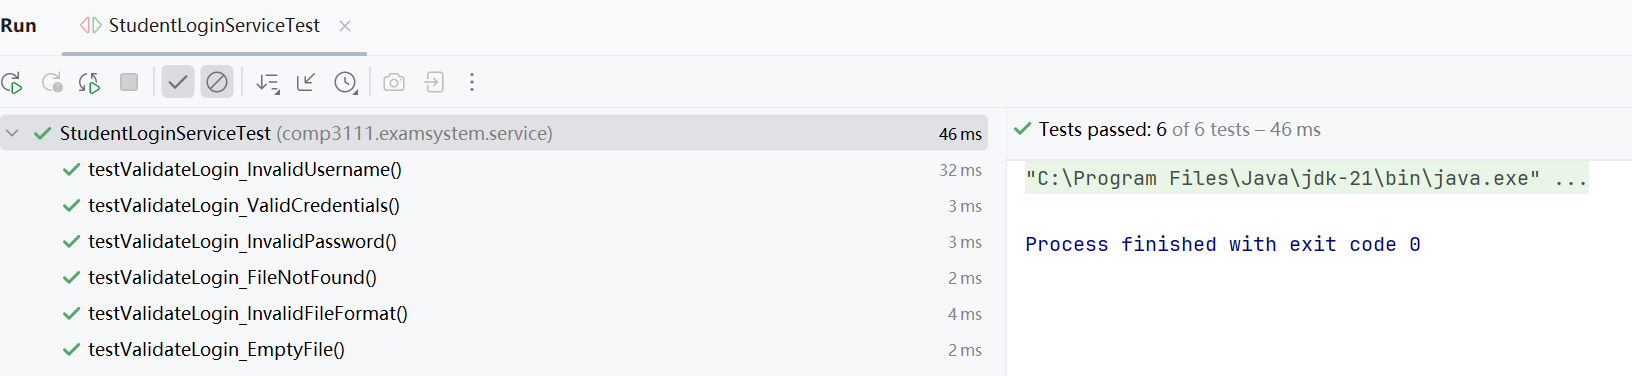 Run StudentLoginServiceTest
StudentLoginServiceTest (comp3111.examsystem.service) 46 ms
testValidateLogin_InvalidUsername() 32 ms
testValidateLogin_ValidCredentials() 3 ms
testValidateLogin_InvalidPassword() 3 ms
testValidateLogin_FileNotFound() 2 ms
testValidateLogin_InvalidFileFormat() 4 ms
testValidateLogin_EmptyFile() 2 ms
Tests passed: 6 of 6 tests – 46 ms
"C:\Program Files\Java\jdk-21\bin\java.exe" ...
Process finished with exit code 0